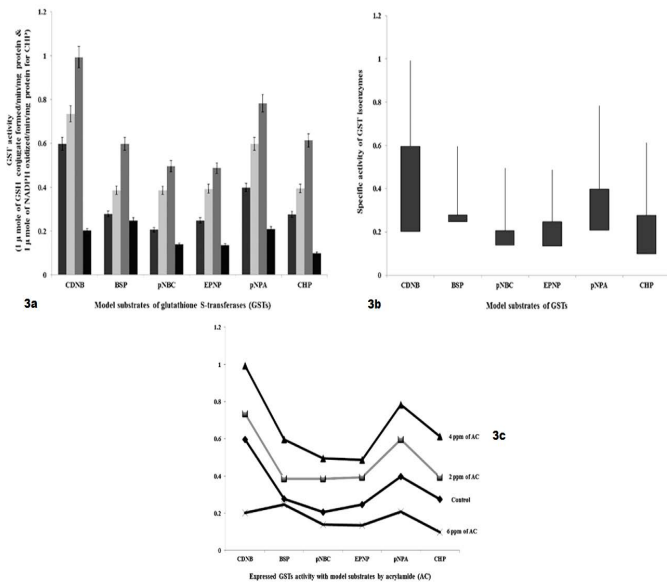 1.2
1
0.8
0.6
0.4
0.2
0
GST activity
(1 μ mole of GSH conjugate formed/min/mg protein &
1 μ mole of NADPH oxidized/min/mg protein for CHP)
CDNB BSP pNBC EPNP pNPA CHP
3a Model substrates of glutathione S-transferases (GSTs)
1.2
1
0.8
0.6
0.4
0.2
0
Specific activity of GST isoenzymes
CDNB BSP pNBC EPNP pNPA CHP
3b Model substrates of GSTs
1.2
1
0.8
0.6
0.4
0.2
0
4 ppm of AC 3c
2 ppm of AC
Control
6 ppm of AC
CDNB BSP pNBC EPNP pNPA CHP
Expressed GSTs activity with model substrates by acrylamide (AC)